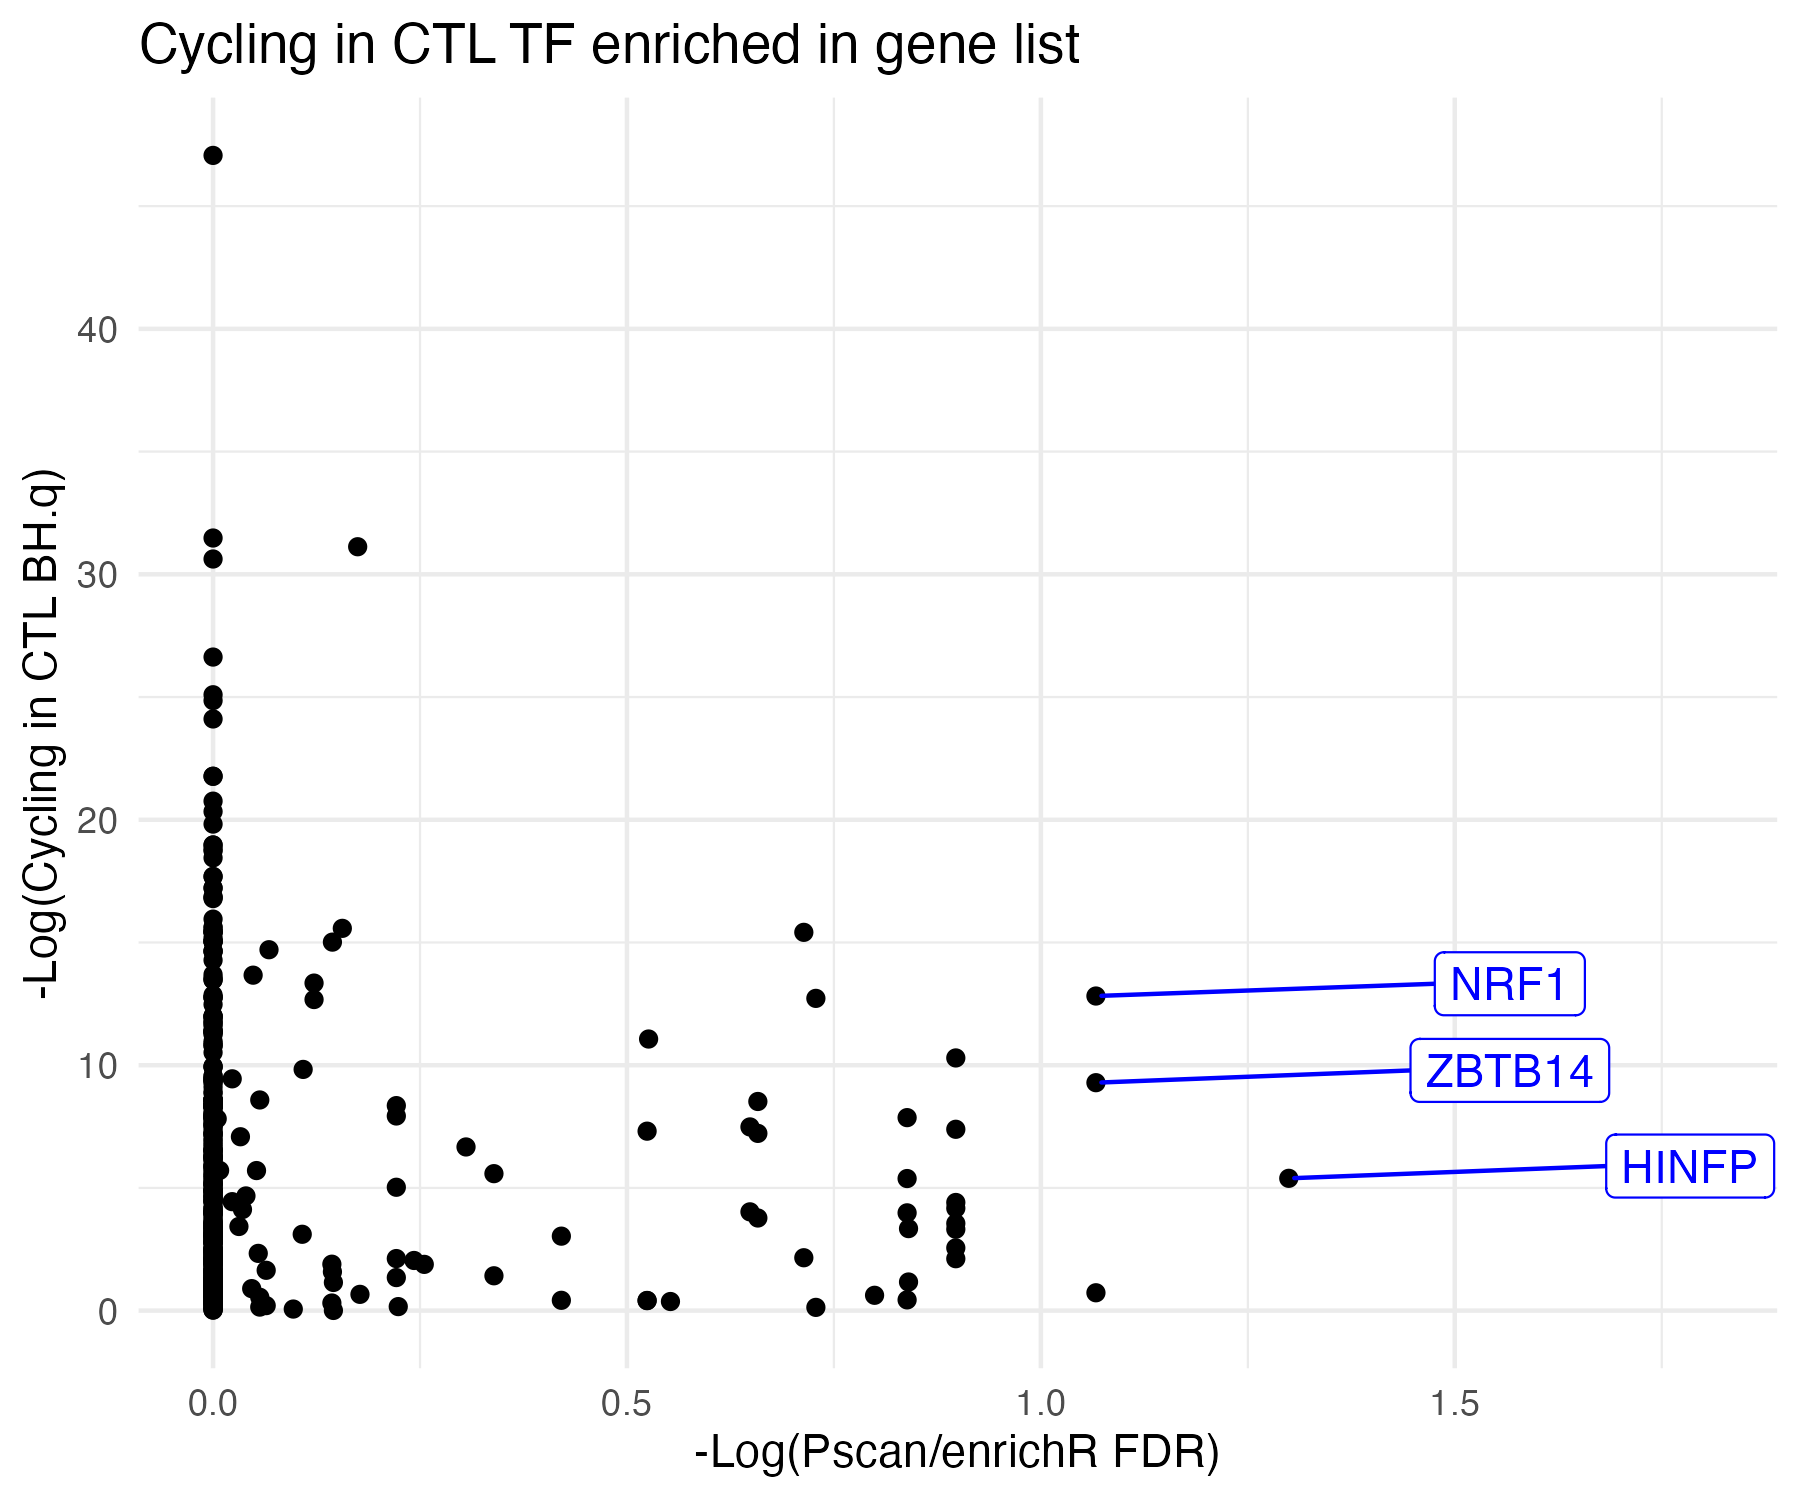 Cycling in CTL TF enriched in gene list
-Log(Cycling in CTL BH.q)
40
30
20
10
0
NRF1
ZBTB14
HINFP
0.0
0.5
1.0
1.5
-Log(Pscan/enrichR FDR)